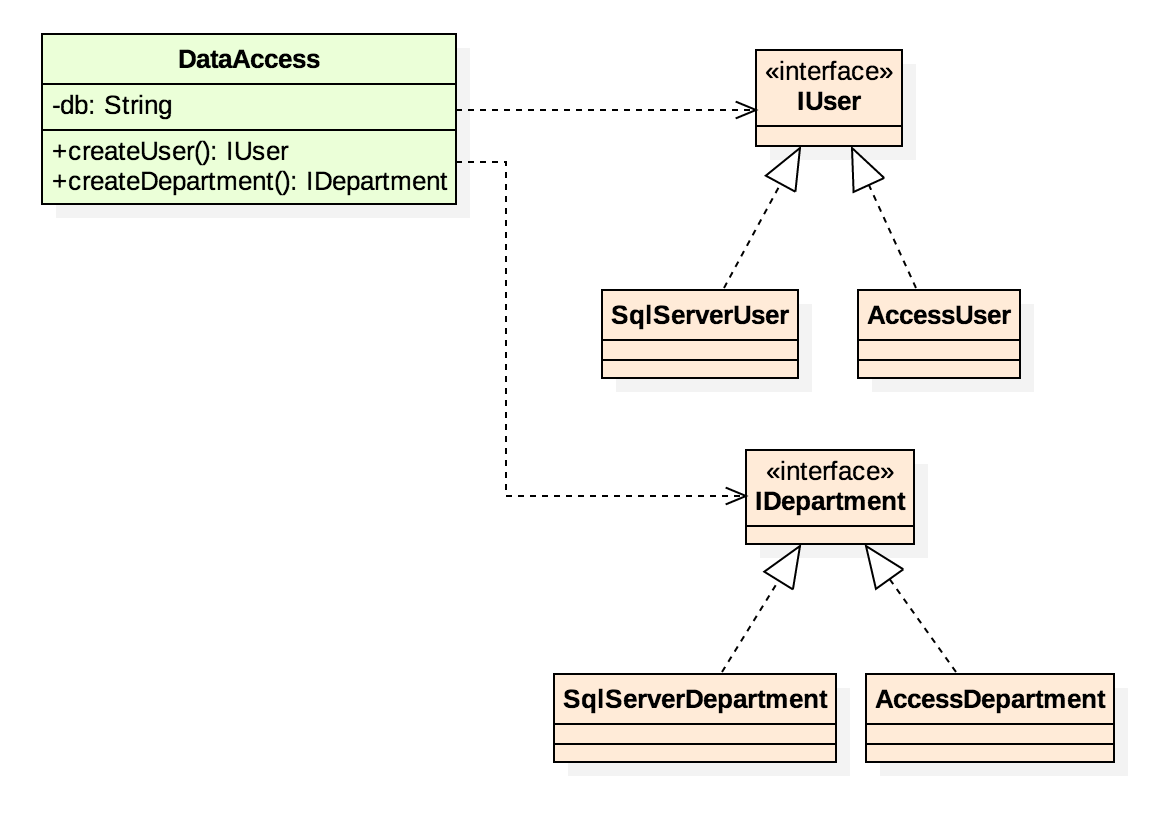 DataAccess
-db: String
+createUser(): IUser
+createDepartment(): IDepartment
«interface»
IUser
SqlServerUser
AccessUser
«interface»
IDepartment
SqlServerDepartment
AccessDepartment